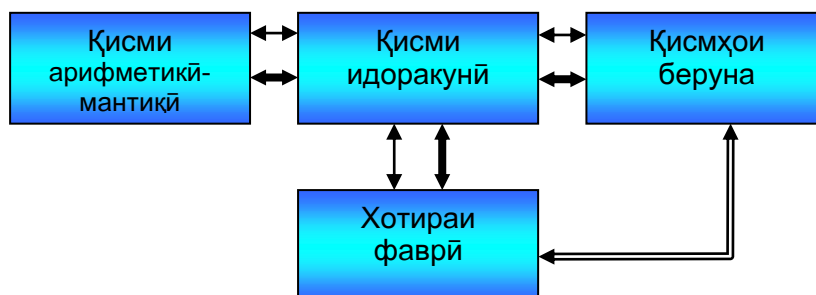 Қисми
арифметикӣ-
мантиқӣ
Қисми
идоракунӣ
Қисмҳои
беруна
Хотираи
фаврӣ